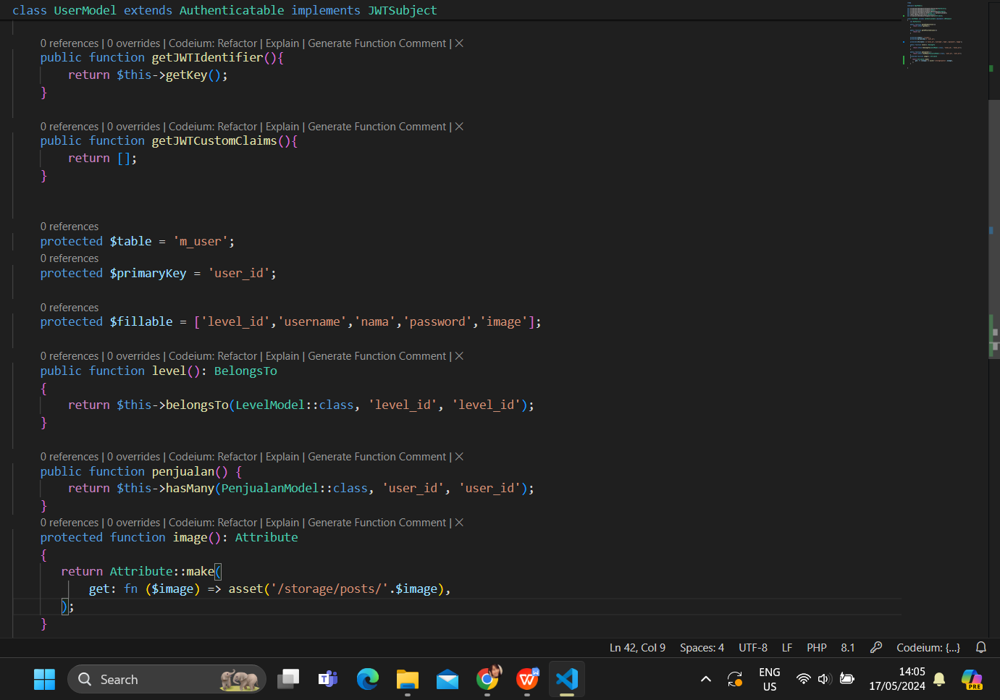 class UserModel extends Authenticatable implements JWTSubject
0 references | 0 overrides | Codeium: Refactor | Explain | Generate Function Comment | ×
public function getJWTIdentifier(){
return $this->getKey();
}
0 references | 0 overrides | Codeium: Refactor | Explain | Generate Function Comment | ×
public function getJWTCustomClaims(){
return [];
}
0 references
protected $table = 'm_user';
0 references
protected $primaryKey = 'user_id';
0 references
protected $fillable = ['level_id','username','nama','password','image'];
0 references | 0 overrides | Codeium: Refactor | Explain | Generate Function Comment | ×
public function level(): BelongsTo
{
return $this->belongsTo(LevelModel::class, 'level_id', 'level_id');
}
0 references | 0 overrides | Codeium: Refactor | Explain | Generate Function Comment | ×
public function penjualan() {
return $this->hasMany(PenjualanModel::class, 'user_id', 'user_id');
}
0 references | 0 overrides | Codeium: Refactor | Explain | Generate Function Comment | ×
protected function image(): Attribute
{
return Attribute::make(
get: fn ($image) => asset('/storage/posts/'.$image),
);
}
Ln 42, Col 9 Spaces: 4 UTF-8 LF PHP 8.1 Codeium: {...}
Search
ENG
US
14:05
17/05/2024
PRE